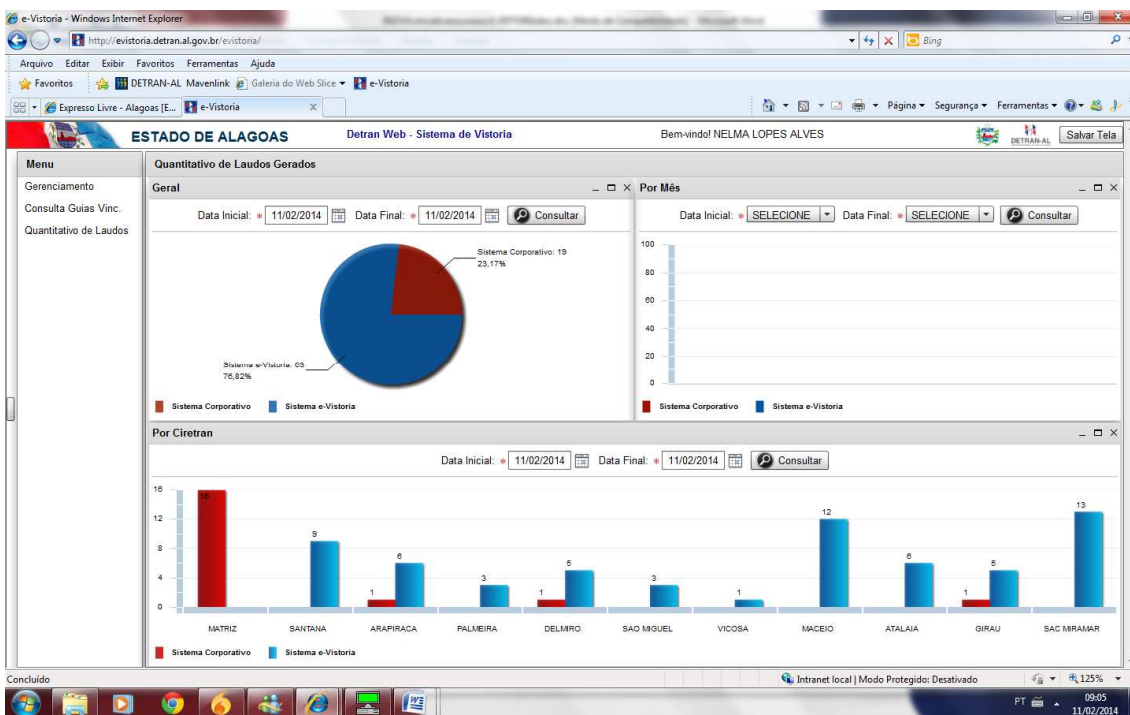 e-Vistoria - Windows Internet Explorer
http://evistoria.detran.al.gov.br/evistoria/
Bing
Arquivo Editar Exibir Favoritos Ferramentas Ajuda
Favoritos DETRAN-AL Mavenlink Galeria do Web Slice e-Vistoria
Expresso Livre - Alagoas [E... e-Vistoria Página Segurança Ferramentas
ESTADO DE ALAGOAS Detran Web - Sistema de Vistoria Bem-vindo! NELMA LOPES ALVES DETRAN-AL Salvar Tela
Menu
Gerenciamento
Consulta Guias Vinc.
Quantitativo de Laudos
Quantitativo de Laudos Gerados
Geral
Data Inicial: * 11/02/2014 Data Final: * 11/02/2014 Consultar
Sistema Corporativo: 19
23,17%
Sistema e-Vistoria: 63
76,82%
Sistema Corporativo Sistema e-Vistoria
Por Mês
Data Inicial: * SELECIONE Data Final: * SELECIONE Consultar
100
80
60
40
20
0
Sistema Corporativo Sistema e-Vistoria
Por Ciretran
Data Inicial: * 11/02/2014 Data Final: * 11/02/2014 Consultar
16
12
8
4
0
16 9 1 6 3 1 5 3 1 12 6 1 5 13
MATRIZ SANTANA ARAPIRACA PALMEIRA DELMIRO SAO MIGUEL VICOSA MACEIO ATALAIA GIRAU SAC MIRAMAR
Sistema Corporativo Sistema e-Vistoria
Concluído Intranet local | Modo Protegido: Desativado 125%
PT 09:05
11/02/2014